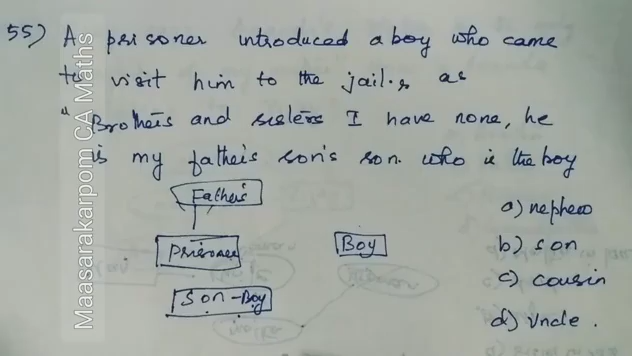 55) A prisoner introduced a boy who came
to visit him to the jail., as
"Brothers and sisters I have none, he
is my father's son's son. who is the boy
Father's
a) nephew
Prisoner
Boy
b) son
c) cousin
Son-Boy
d) Uncle.
Maasarakarpom CA Maths